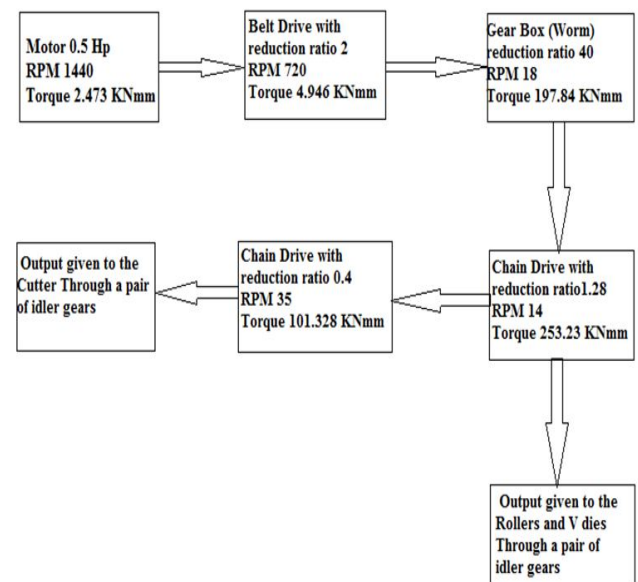 Motor 0.5 Hp
RPM 1440
Torque 2.473 KNmm
Belt Drive with
reduction ratio 2
RPM 720
Torque 4.946 KNmm
Gear Box (Worm)
reduction ratio 40
RPM 18
Torque 197.84 KNmm
Chain Drive with
reduction ratio1.28
RPM 14
Torque 253.23 KNmm
Chain Drive with
reduction ratio 0.4
RPM 35
Torque 101.328 KNmm
Output given to the
Cutter Through a pair
of idler gears
Output given to the
Rollers and V dies
Through a pair of
idler gears